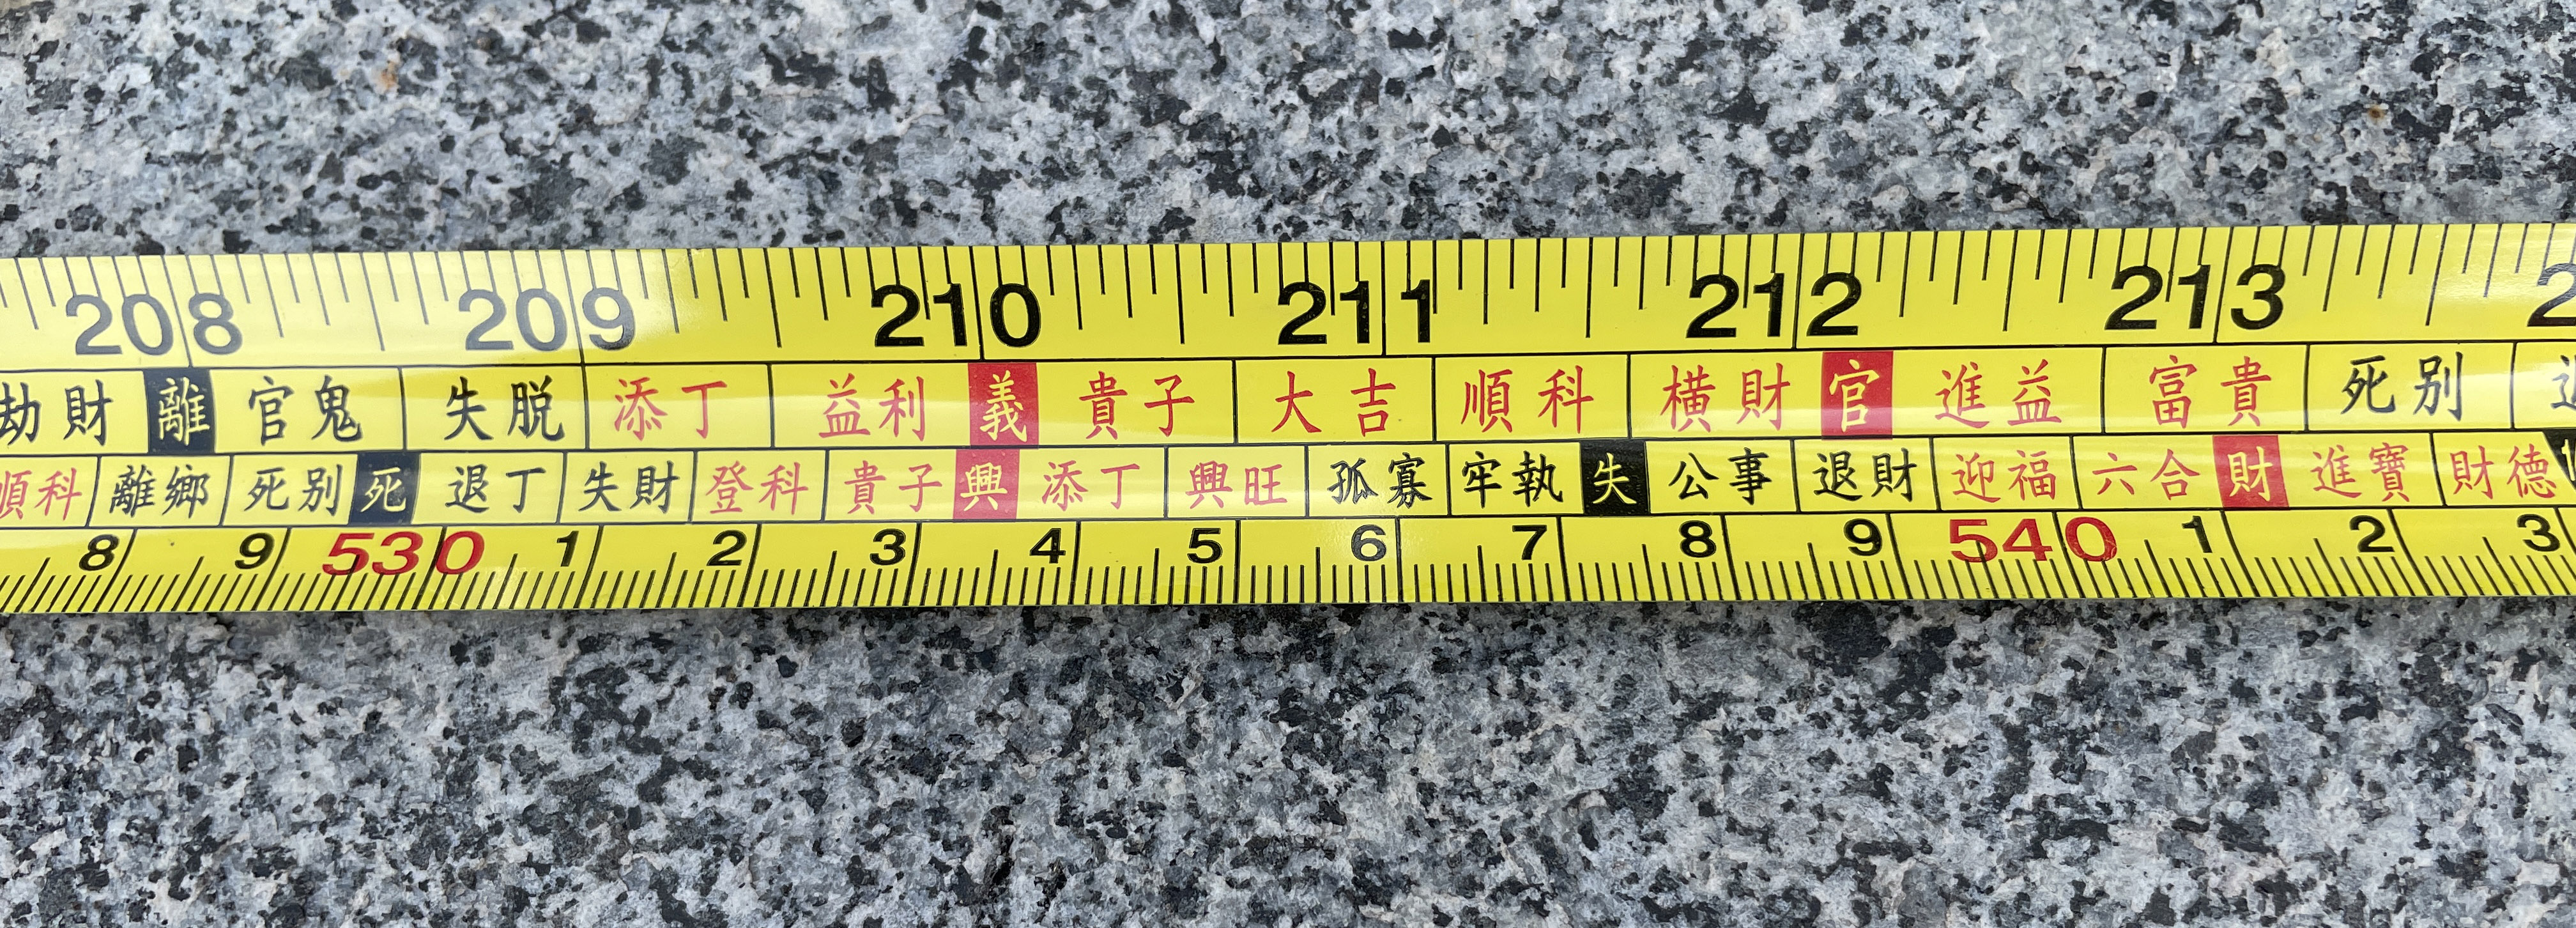 208 209 210 211 212 213
劫財 離 官鬼 失脱 添丁 益利 義 貴子 大吉 順科 横財 官 進益 富貴 死別
順科 離鄉 死別 死 退丁 失財 登科 貴子 興 添丁 興旺 孤寡 牢執 失 公事 退財 迎福 六合 財 進寶 財德
8 9 530 1 2 3 4 5 6 7 8 9 540 1 2 3